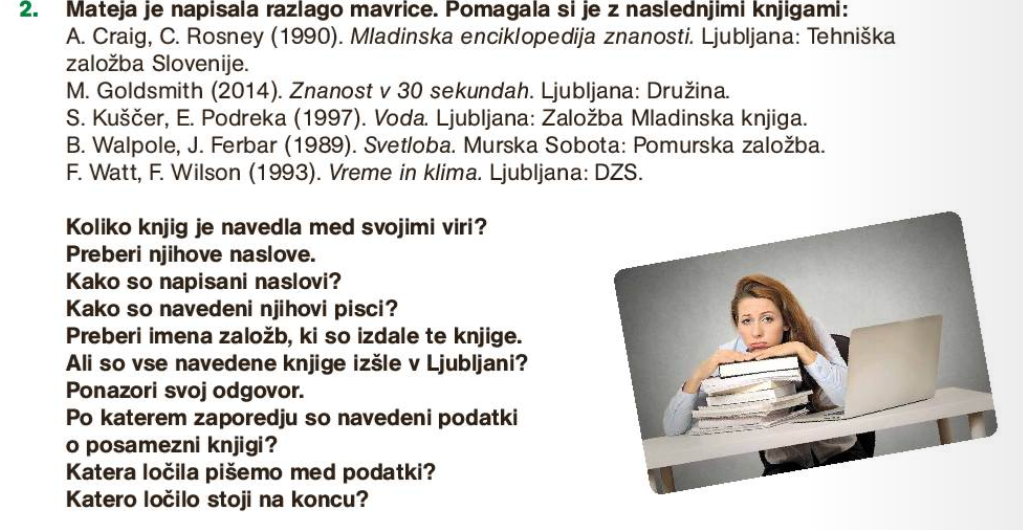 2. Mateja je napisala razlago mavrice. Pomagala si je z naslednjimi knjigami:
A. Craig, C. Rosney (1990). Mladinska enciklopedija znanosti. Ljubljana: Tehniška
založba Slovenije.
M. Goldsmith (2014). Znanost v 30 sekundah. Ljubljana: Družina.
S. Kuščer, E. Podreka (1997). Voda. Ljubljana: Založba Mladinska knjiga.
B. Walpole, J. Ferbar (1989). Svetloba. Murska Sobota: Pomurska založba.
F. Watt, F. Wilson (1993). Vreme in klima. Ljubljana: DZS.
Koliko knjig je navedla med svojimi viri?
Preberi njihove naslove.
Kako so napisani naslovi?
Kako so navedeni njihovi pisci?
Preberi imena založb, ki so izdale te knjige.
Ali so vse navedene knjige izšle v Ljubljani?
Ponazori svoj odgovor.
Po katerem zaporedju so navedeni podatki
o posamezni knjigi?
Katera ločila pišemo med podatki?
Katero ločilo stoji na koncu?